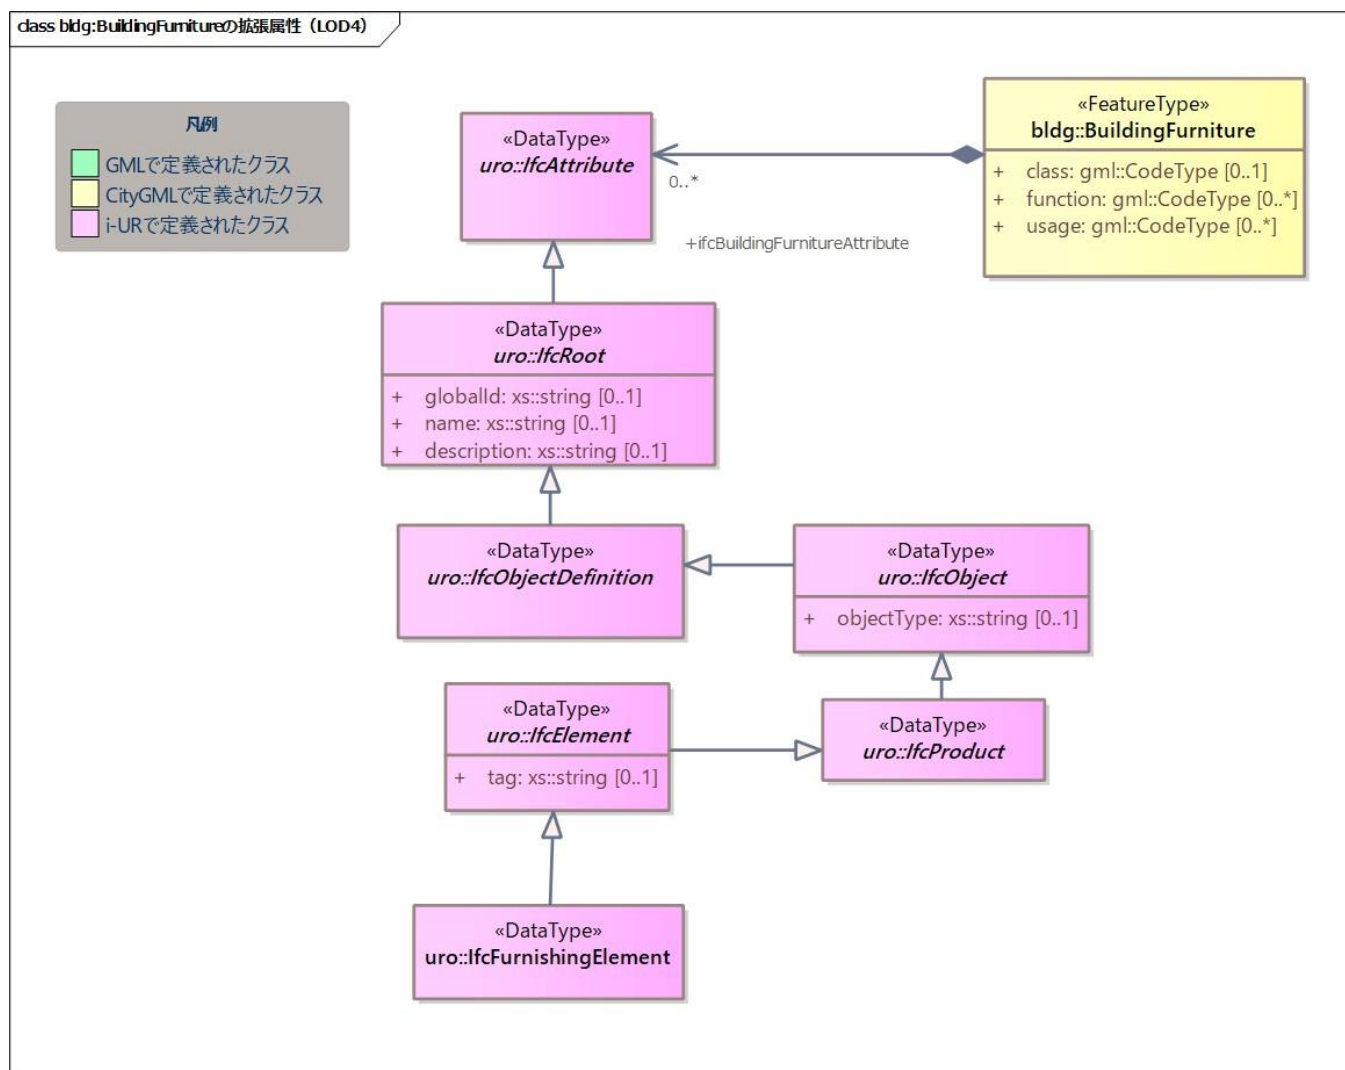 class bldg:BuildingFurnitureの拡張属性（LOD4）
凡例
GMLで定義されたクラス
CityGMLで定義されたクラス
i-URで定義されたクラス
«DataType»
uro::IfcAttribute
0..*
+ifcBuildingFurnitureAttribute
«FeatureType»
bldg::BuildingFurniture
+ class: gml::CodeType [0..1]
+ function: gml::CodeType [0..*]
+ usage: gml::CodeType [0..*]
«DataType»
uro::IfcRoot
+ globalId: xs::string [0..1]
+ name: xs::string [0..1]
+ description: xs::string [0..1]
«DataType»
uro::IfcObjectDefinition
«DataType»
uro::IfcObject
+ objectType: xs::string [0..1]
«DataType»
uro::IfcElement
+ tag: xs::string [0..1]
«DataType»
uro::IfcProduct
«DataType»
uro::IfcFurnishingElement